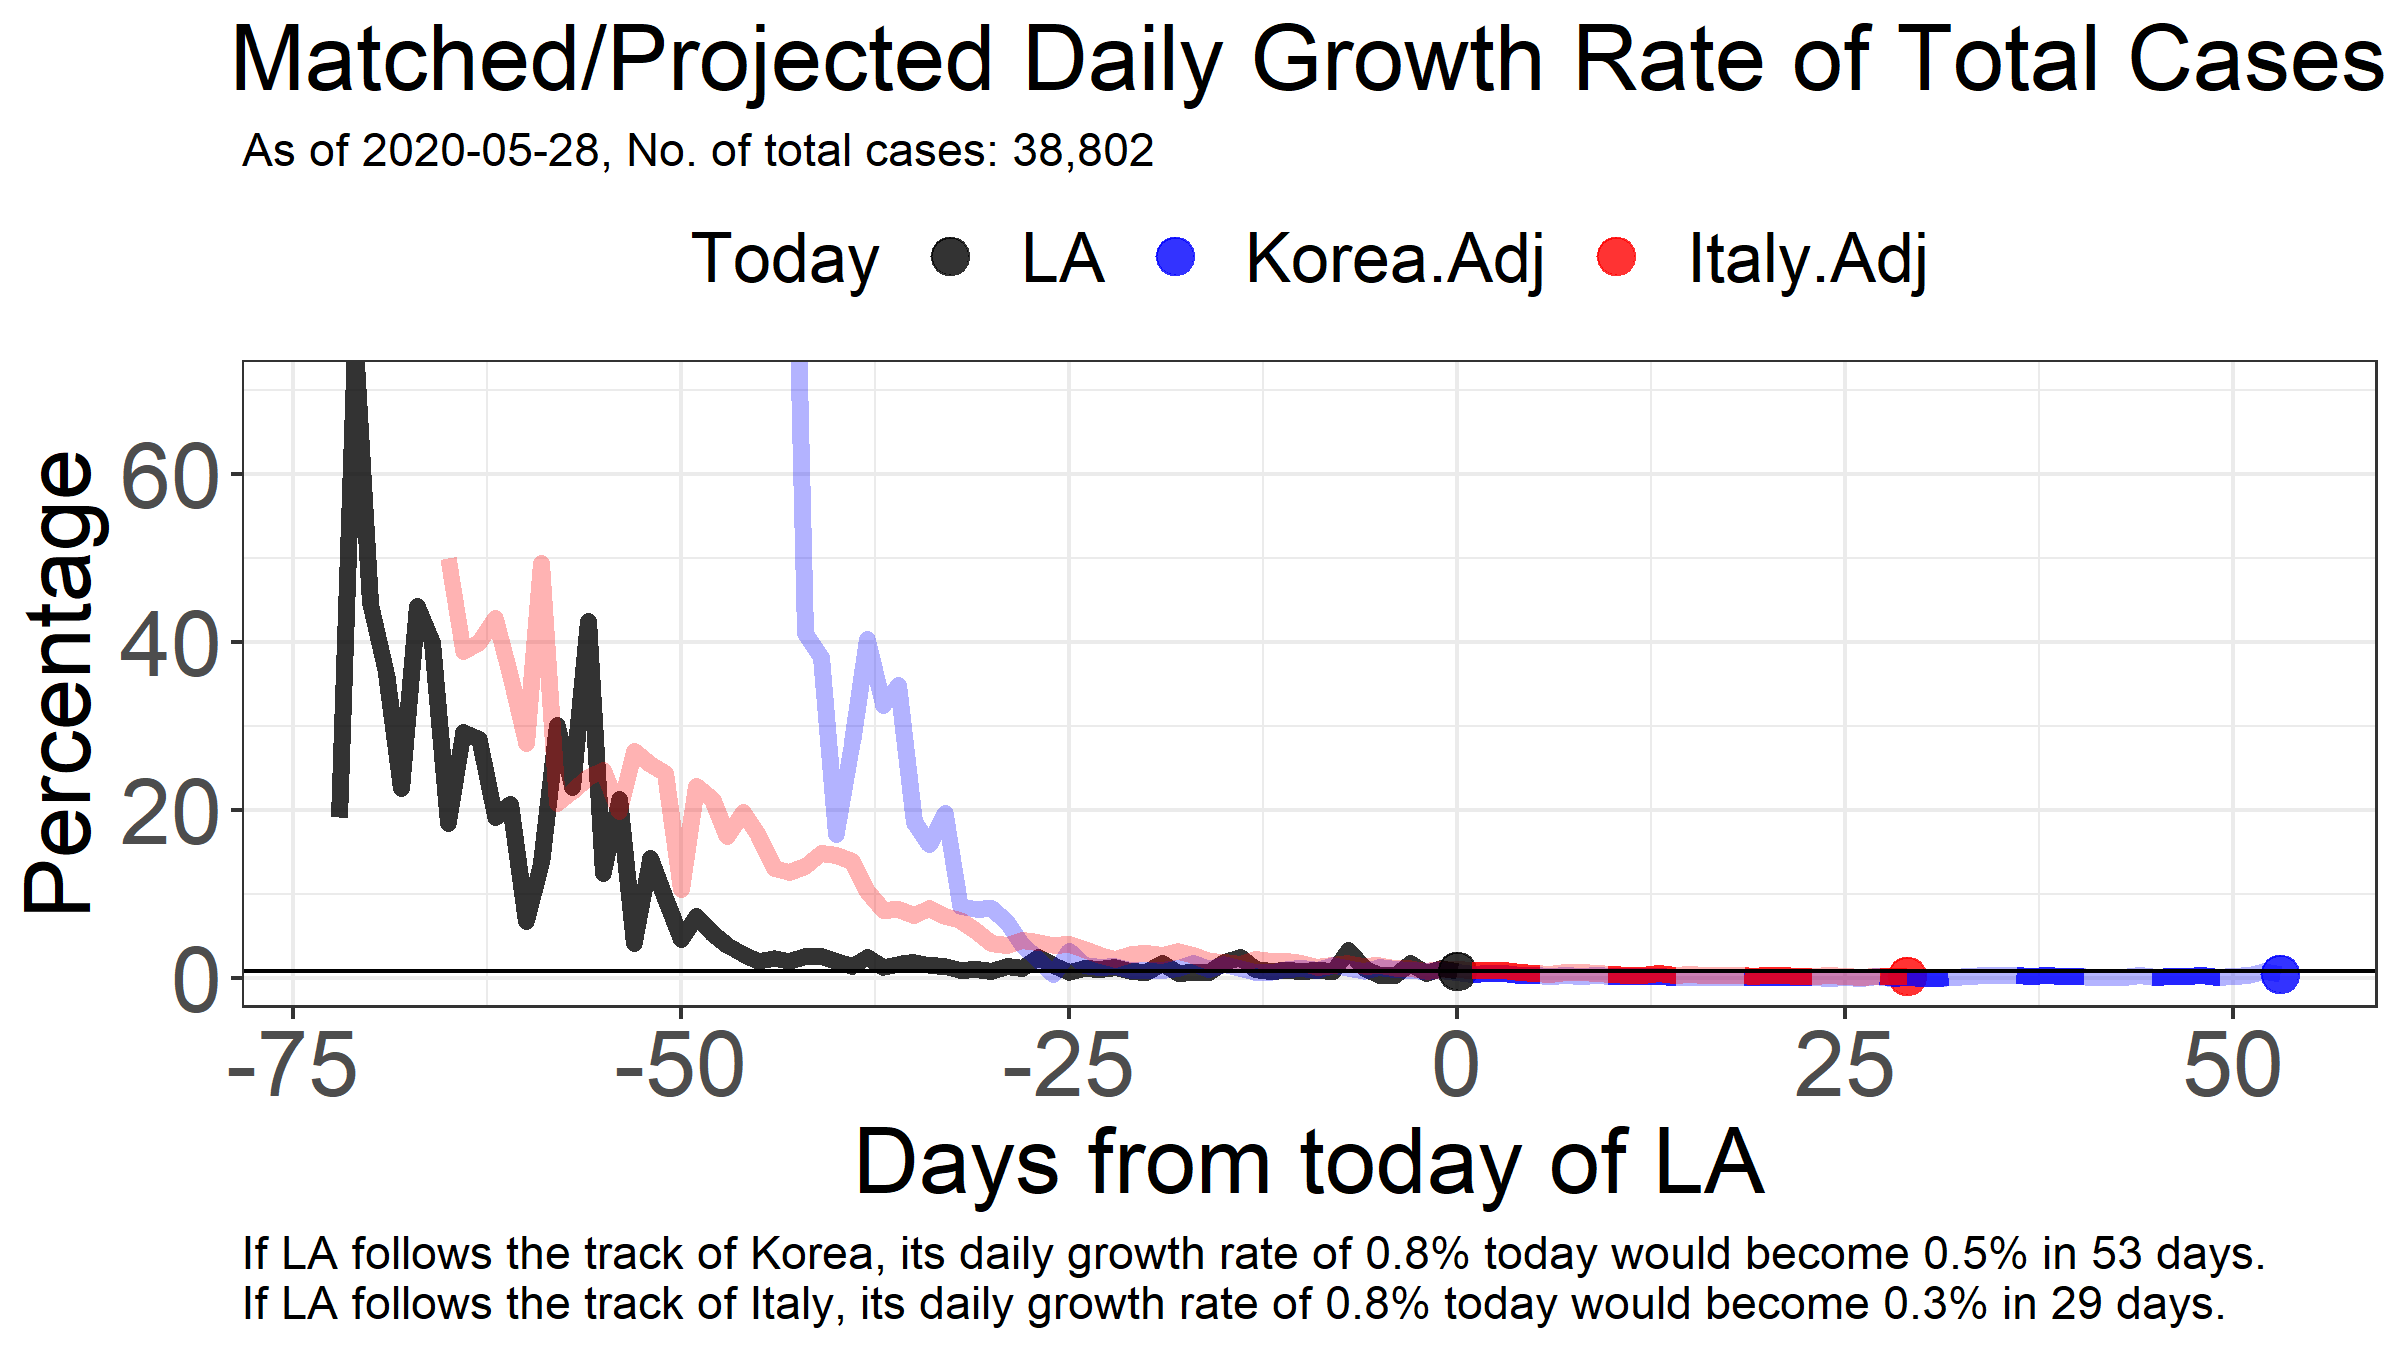 Matched/Projected Daily Growth Rate of Total Cases
As of 2020-05-28, No. of total cases: 38,802
Today LA Korea.Adj Italy.Adj
Percentage
60
40
20
0
-75 -50 -25 0 25 50
Days from today of LA
If LA follows the track of Korea, its daily growth rate of 0.8% today would become 0.5% in 53 days.
If LA follows the track of Italy, its daily growth rate of 0.8% today would become 0.3% in 29 days.